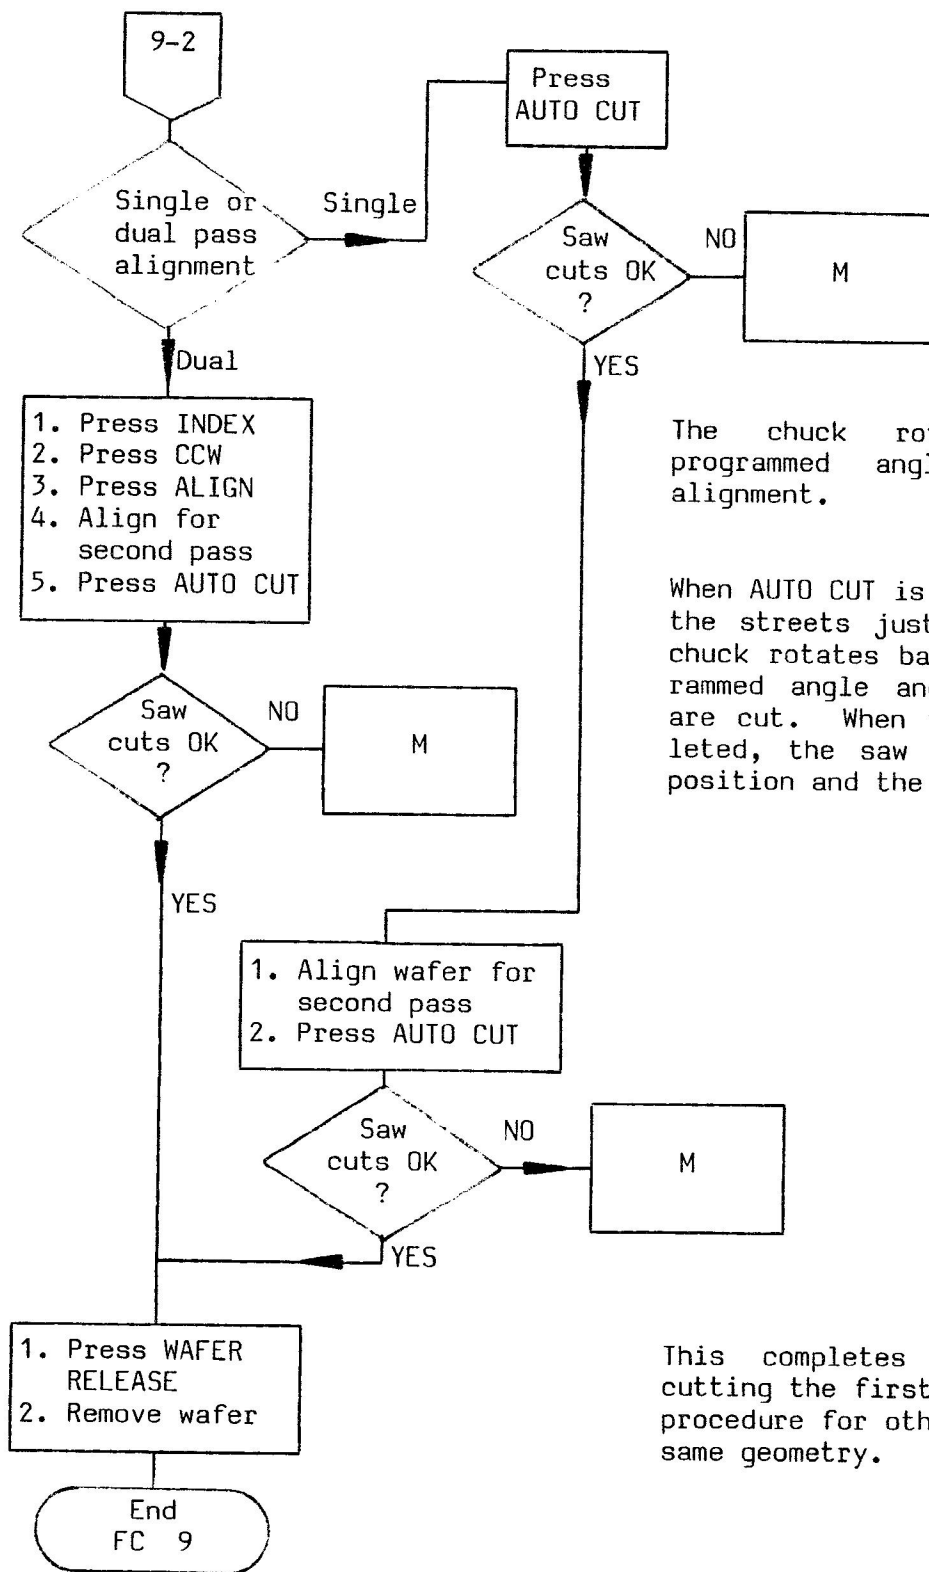 9-2
Single or
dual pass
alignment
Single
Press
AUTO CUT
Saw
cuts OK
?
NO
M
YES
Dual
1. Press INDEX
2. Press CCW
3. Press ALIGN
4. Align for
second pass
5. Press AUTO CUT
The chuck
programmed
alignment.
When AUTO CUT is
the streets just
chuck rotates
rammed angle
are cut. When
leted, the saw
position and the
Saw
cuts OK
?
NO
M
YES
1. Align wafer for
second pass
2. Press AUTO CUT
Saw
cuts OK
?
NO
M
YES
1. Press WAFER
RELEASE
2. Remove wafer
This completes
cutting the first
procedure for
same geometry.
End
FC 9